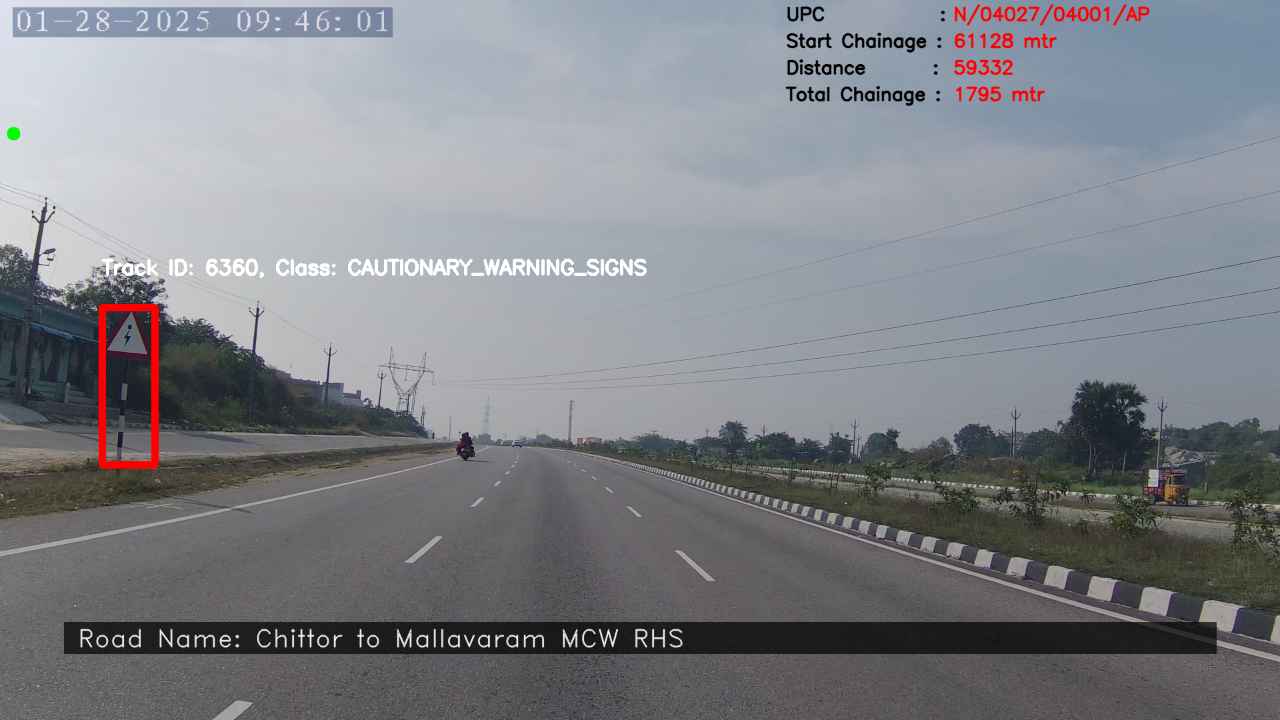 01-28-2025 09:46:01
UPC : N/04027/04001/AP
Start Chainage : 61128 mtr
Distance : 59332
Total Chainage : 1795 mtr
Track ID: 6360, Class: CAUTIONARY_WARNING_SIGNS
Road Name: Chittor to Mallavaram MCW RHS